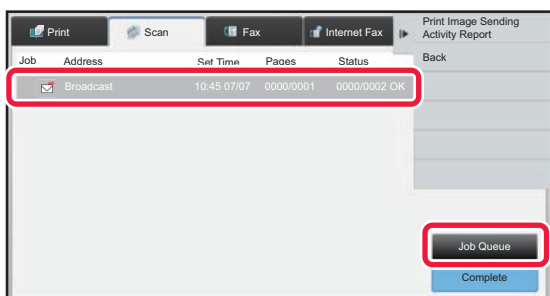 Print Scan Fax Internet Fax
Print Image Sending
Activity Report
Back
Job Address Set Time Pages Status
Broadcast 10:45 07/07 0000/0001 0000/0002 OK
Job Queue
Complete